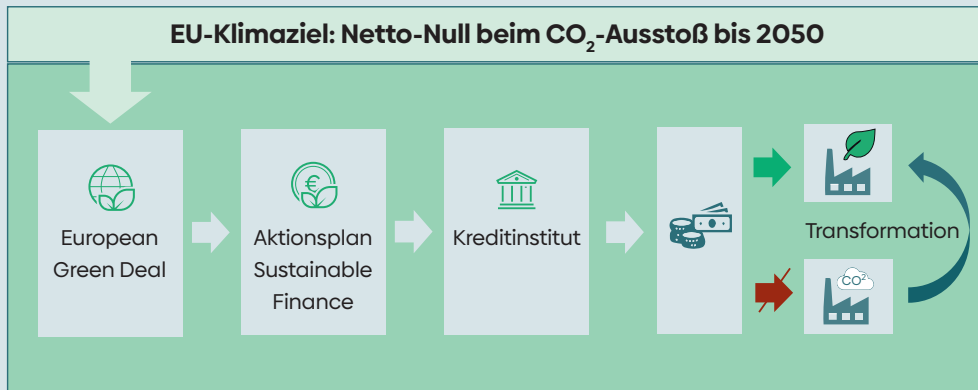 EU-Klimaziel: Netto-Null beim CO₂-Ausstoß bis 2050
European
Green Deal
Aktionsplan
Sustainable
Finance
Kreditinstitut
Transformation
€
CO²